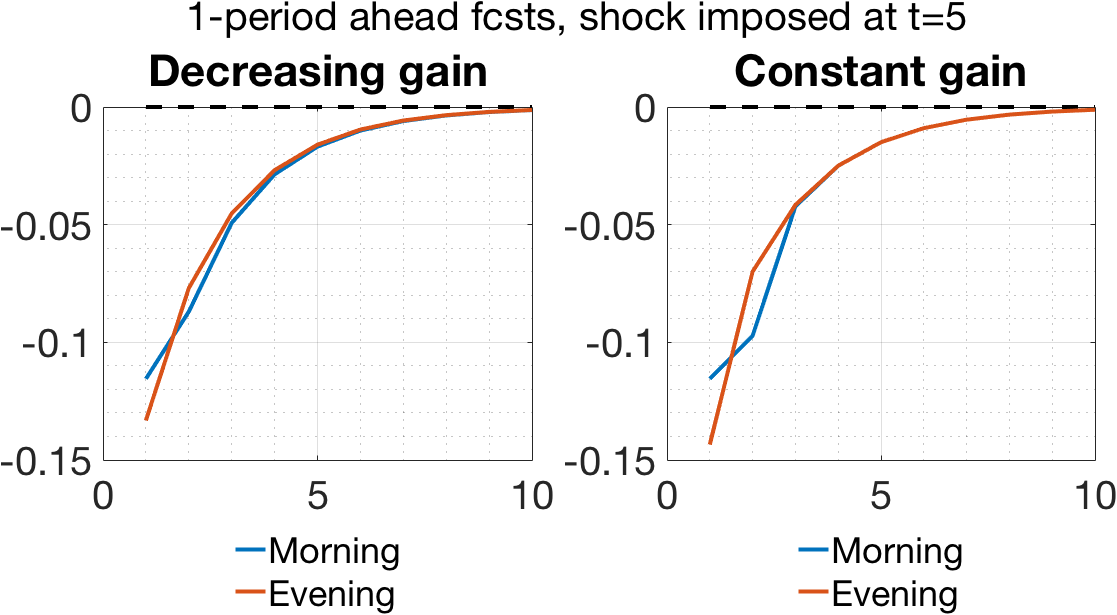 1-period ahead fcsts, shock imposed at t=5
Decreasing gain
0
-0.05
-0.1
-0.15
0 5 10
Morning
Evening
Constant gain
0
-0.05
-0.1
-0.15
0 5 10
Morning
Evening